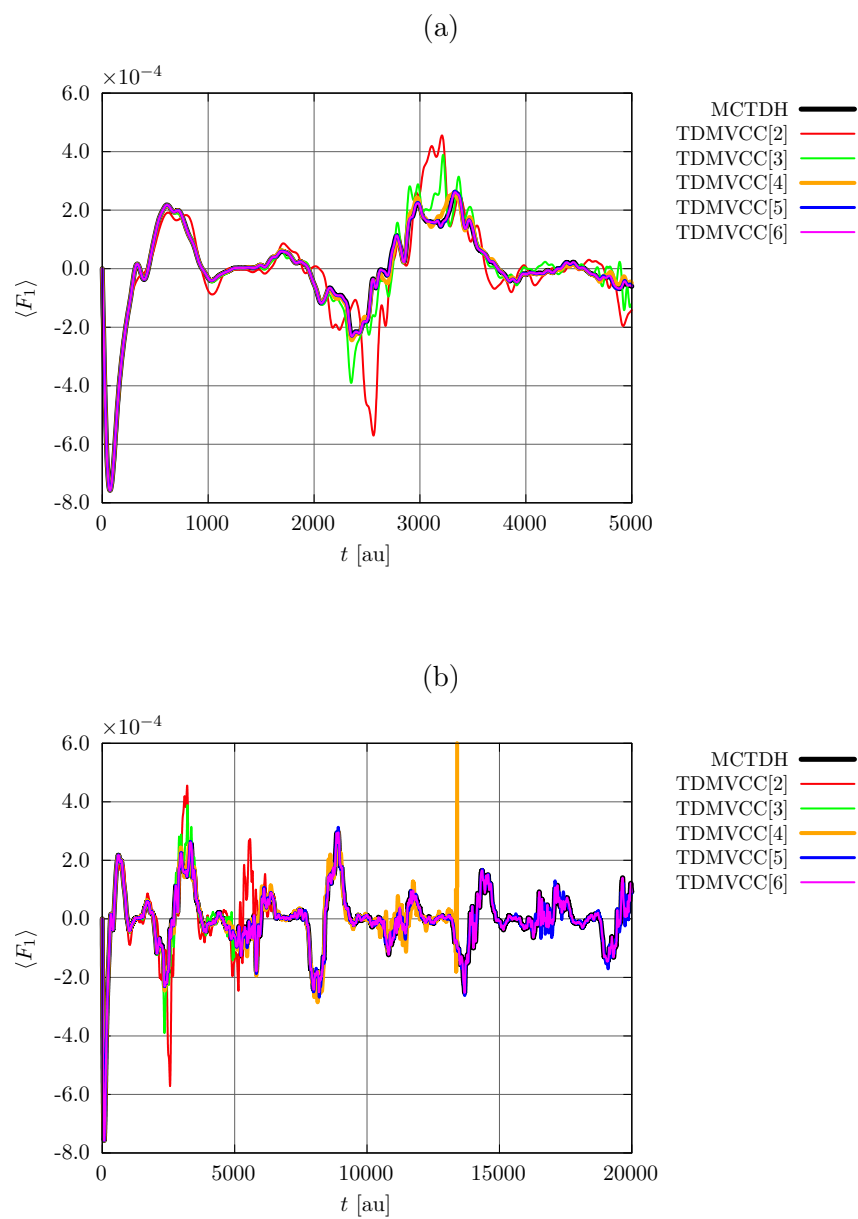 (a)
×10⁻⁴
6.0
4.0
2.0
0.0
-2.0
-4.0
-6.0
-8.0
⟨F₁⟩
0 1000 2000 3000 4000 5000
t [au]
MCTDH
TDMVCC[2]
TDMVCC[3]
TDMVCC[4]
TDMVCC[5]
TDMVCC[6]
(b)
×10⁻⁴
6.0
4.0
2.0
0.0
-2.0
-4.0
-6.0
-8.0
⟨F₁⟩
0 5000 10000 15000 20000
t [au]
MCTDH
TDMVCC[2]
TDMVCC[3]
TDMVCC[4]
TDMVCC[5]
TDMVCC[6]